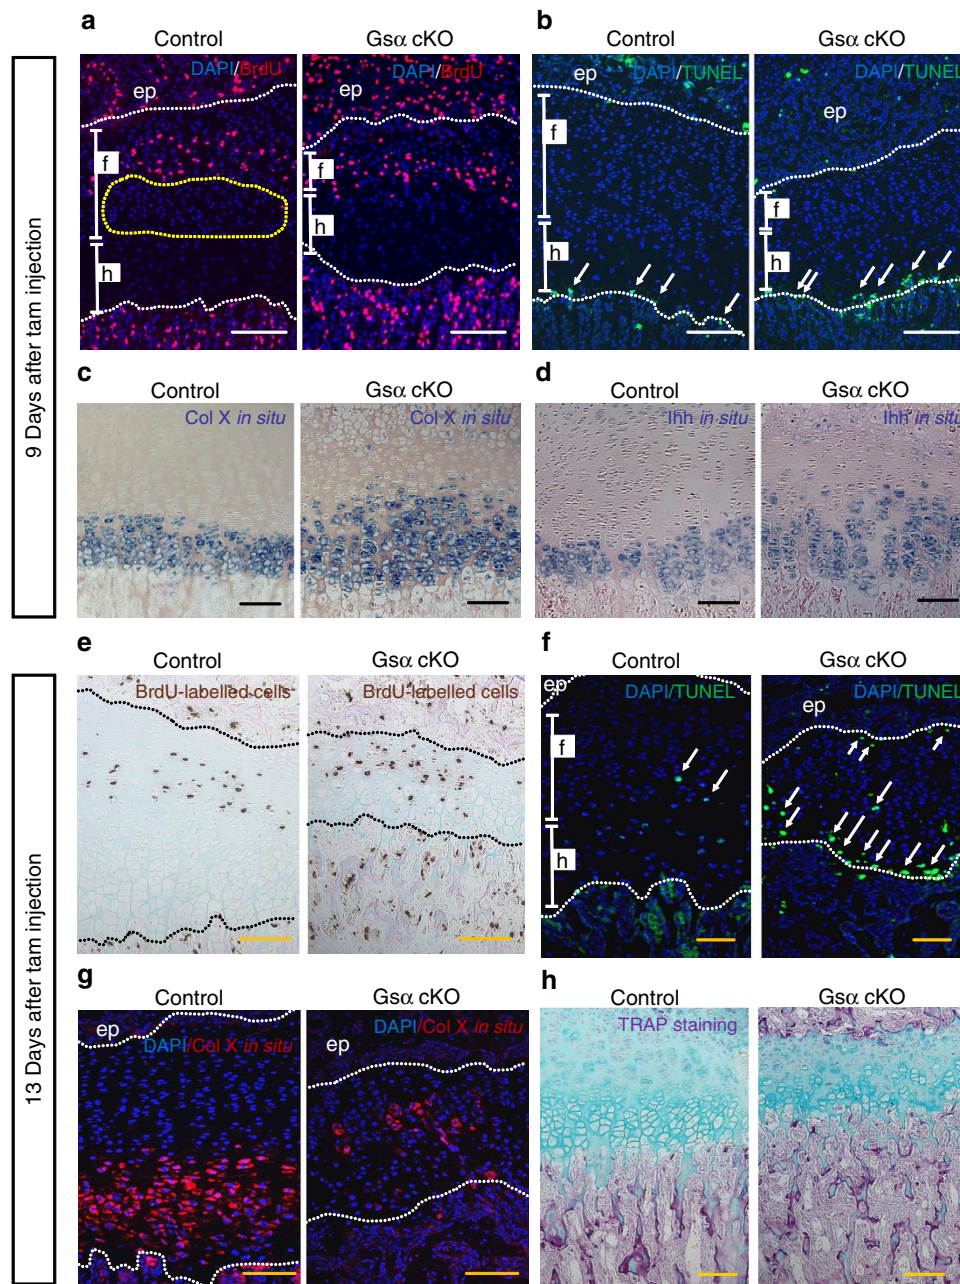 9 Days after tam injection
a
Control
Gsα cKO
DAPI/BrdU
DAPI/BrdU
ep
ep
f
f
h
h
b
Control
Gsα cKO
DAPI/TUNEL
DAPI/TUNEL
ep
ep
f
f
h
h
c
Control
Gsα cKO
Col X in situ
Col X in situ
d
Control
Gsα cKO
Ihh in situ
Ihh in situ
13 Days after tam injection
e
Control
Gsα cKO
BrdU-labelled cells
BrdU-labelled cells
f
Control
Gsα cKO
ep
DAPI/TUNEL
DAPI/TUNEL
ep
f
h
g
Control
Gsα cKO
ep
DAPI/Col X in situ
DAPI/Col X in situ
ep
h
Control
Gsα cKO
TRAP staining